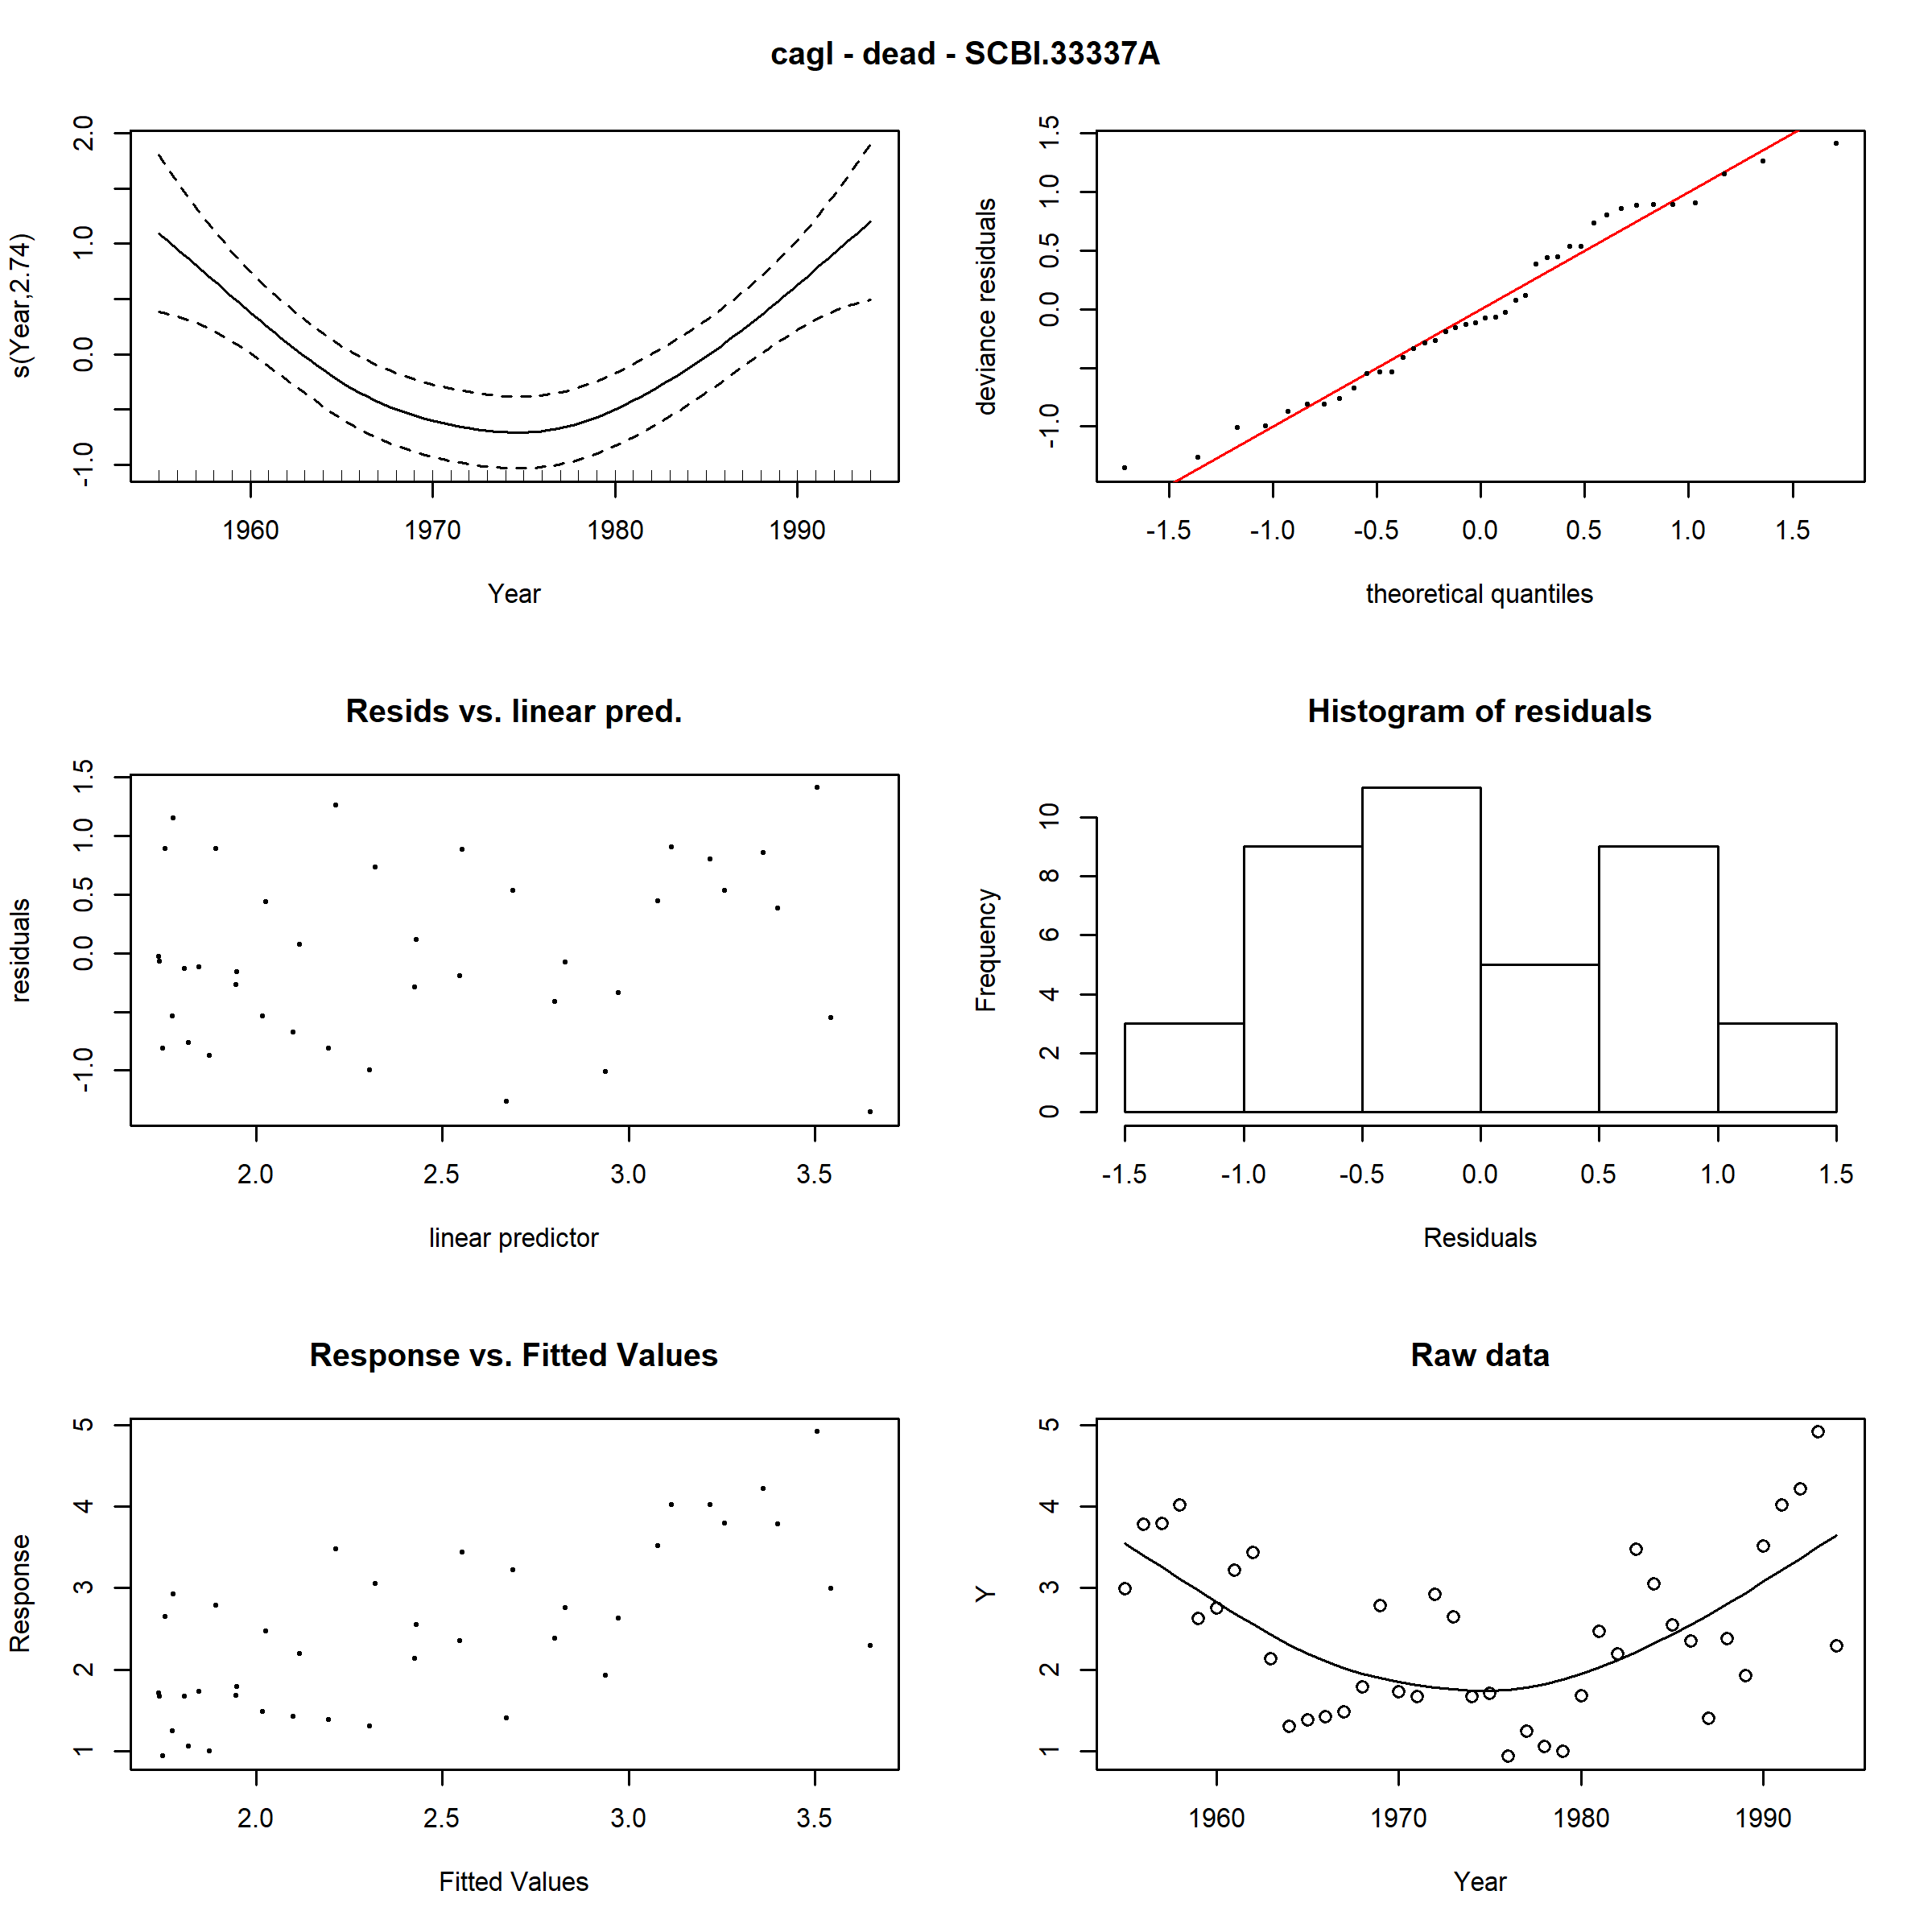 cagl - dead - SCBI.33337A
s(Year,2.74)
-1.0 0.0 1.0 2.0
1960 1970 1980 1990
Year
deviance residuals
-1.0 0.0 0.5 1.0 1.5
-1.5 -1.0 -0.5 0.0 0.5 1.0 1.5
theoretical quantiles
Resids vs. linear pred.
residuals
-1.0 0.0 0.5 1.0 1.5
2.0 2.5 3.0 3.5
linear predictor
Histogram of residuals
Frequency
0 2 4 6 8 10
-1.5 -1.0 -0.5 0.0 0.5 1.0 1.5
Residuals
Response vs. Fitted Values
Response
1 2 3 4 5
2.0 2.5 3.0 3.5
Fitted Values
Raw data
Y
1 2 3 4 5
1960 1970 1980 1990
Year